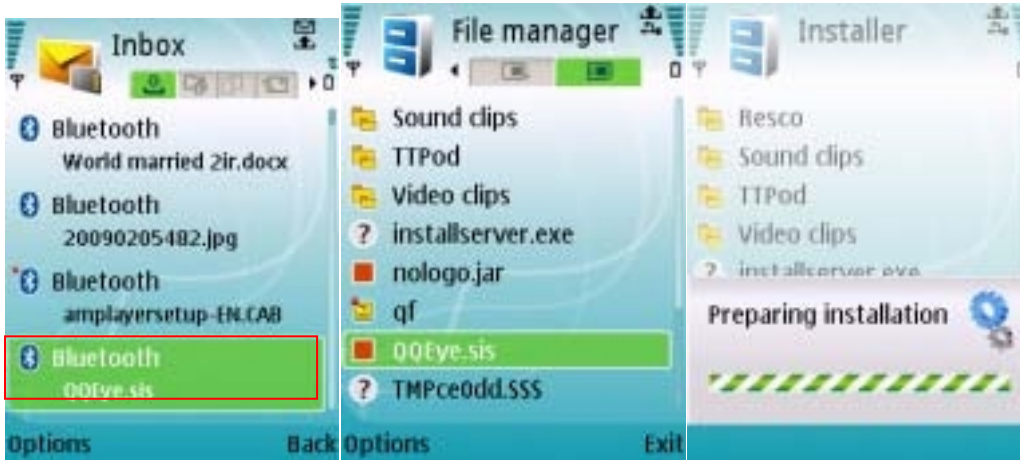 Inbox
Bluetooth
World married 2ir.docx
Bluetooth
20090205482.jpg
Bluetooth
amplayersetup-EN.CAB
Bluetooth
QQEye.sis
Options Back
File manager
Sound clips
TTPod
Video clips
installserver.exe
nologo.jar
qf
QQEye.sis
TMPce0dd.$$$
Options Exit
Installer
Resco
Sound clips
TTPod
Video clips
installserver.exe
Preparing installation